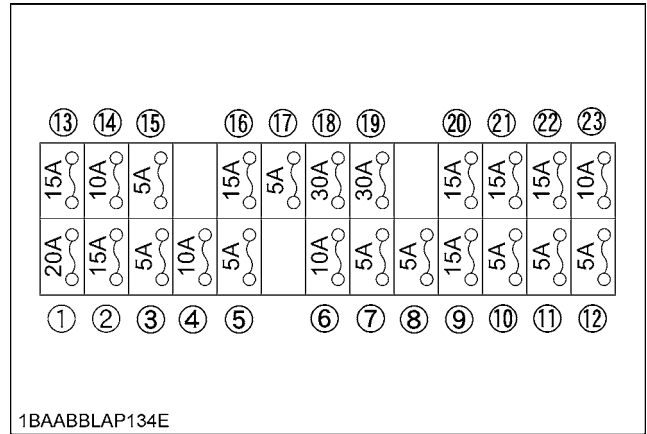 ⑬ ⑭ ⑮ ⑯ ⑰ ⑱ ⑲ ⑳ ㉑ ㉒ ㉓
15A 10A 5A 15A 5A 30A 30A 15A 15A 15A 10A
20A 15A 5A 10A 5A 10A 5A 5A 15A 5A 5A 5A
① ② ③ ④ ⑤ ⑥ ⑦ ⑧ ⑨ ⑩ ⑪ ⑫
1BAABBLAP134E